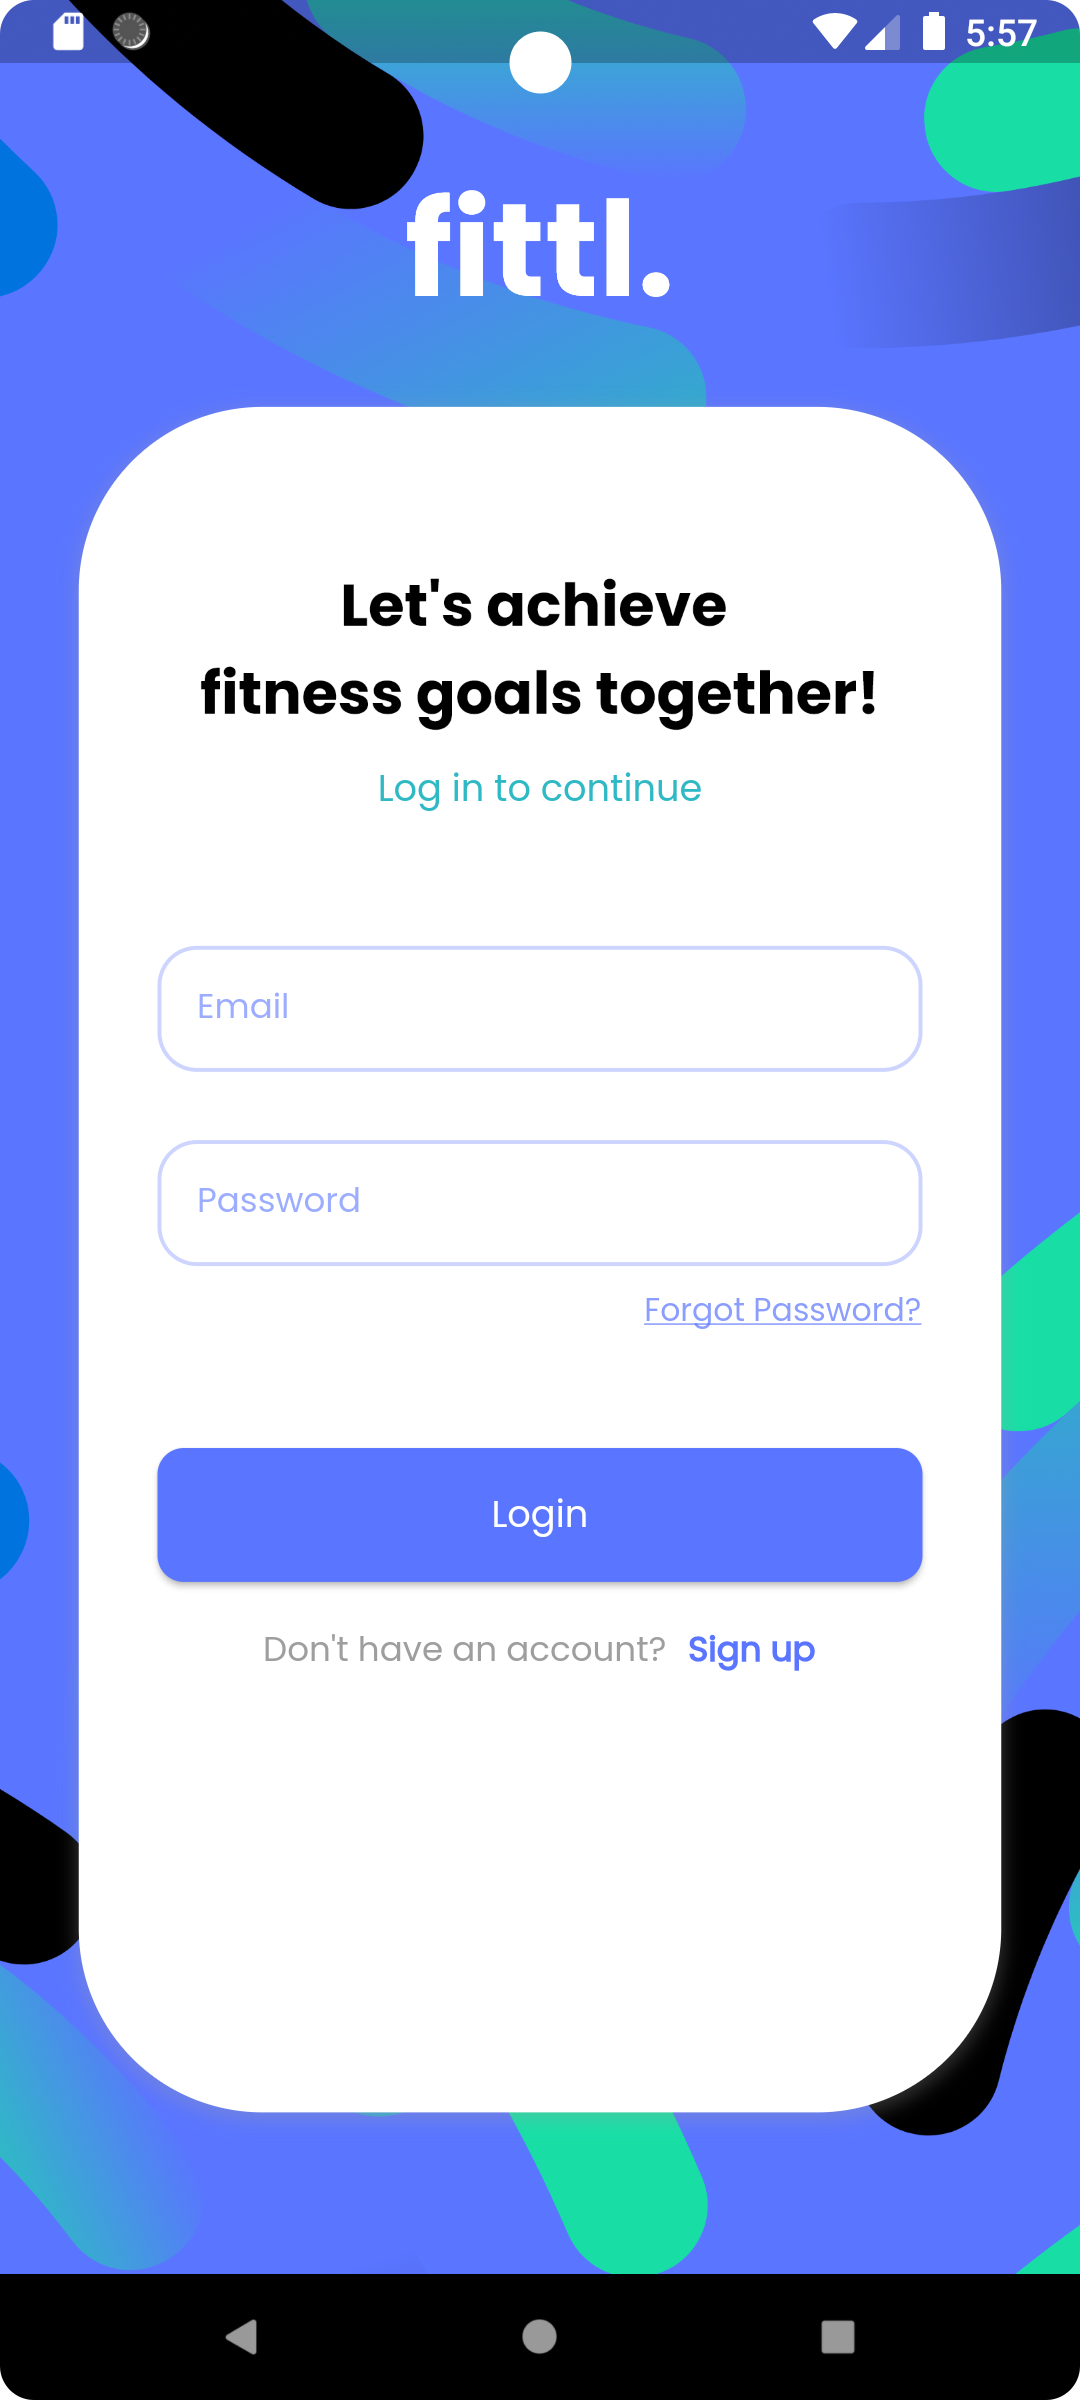 5:57
fittl.
Let's achieve
fitness goals together!
Log in to continue
Email
Password
Forgot Password?
Login
Don't have an account? Sign up